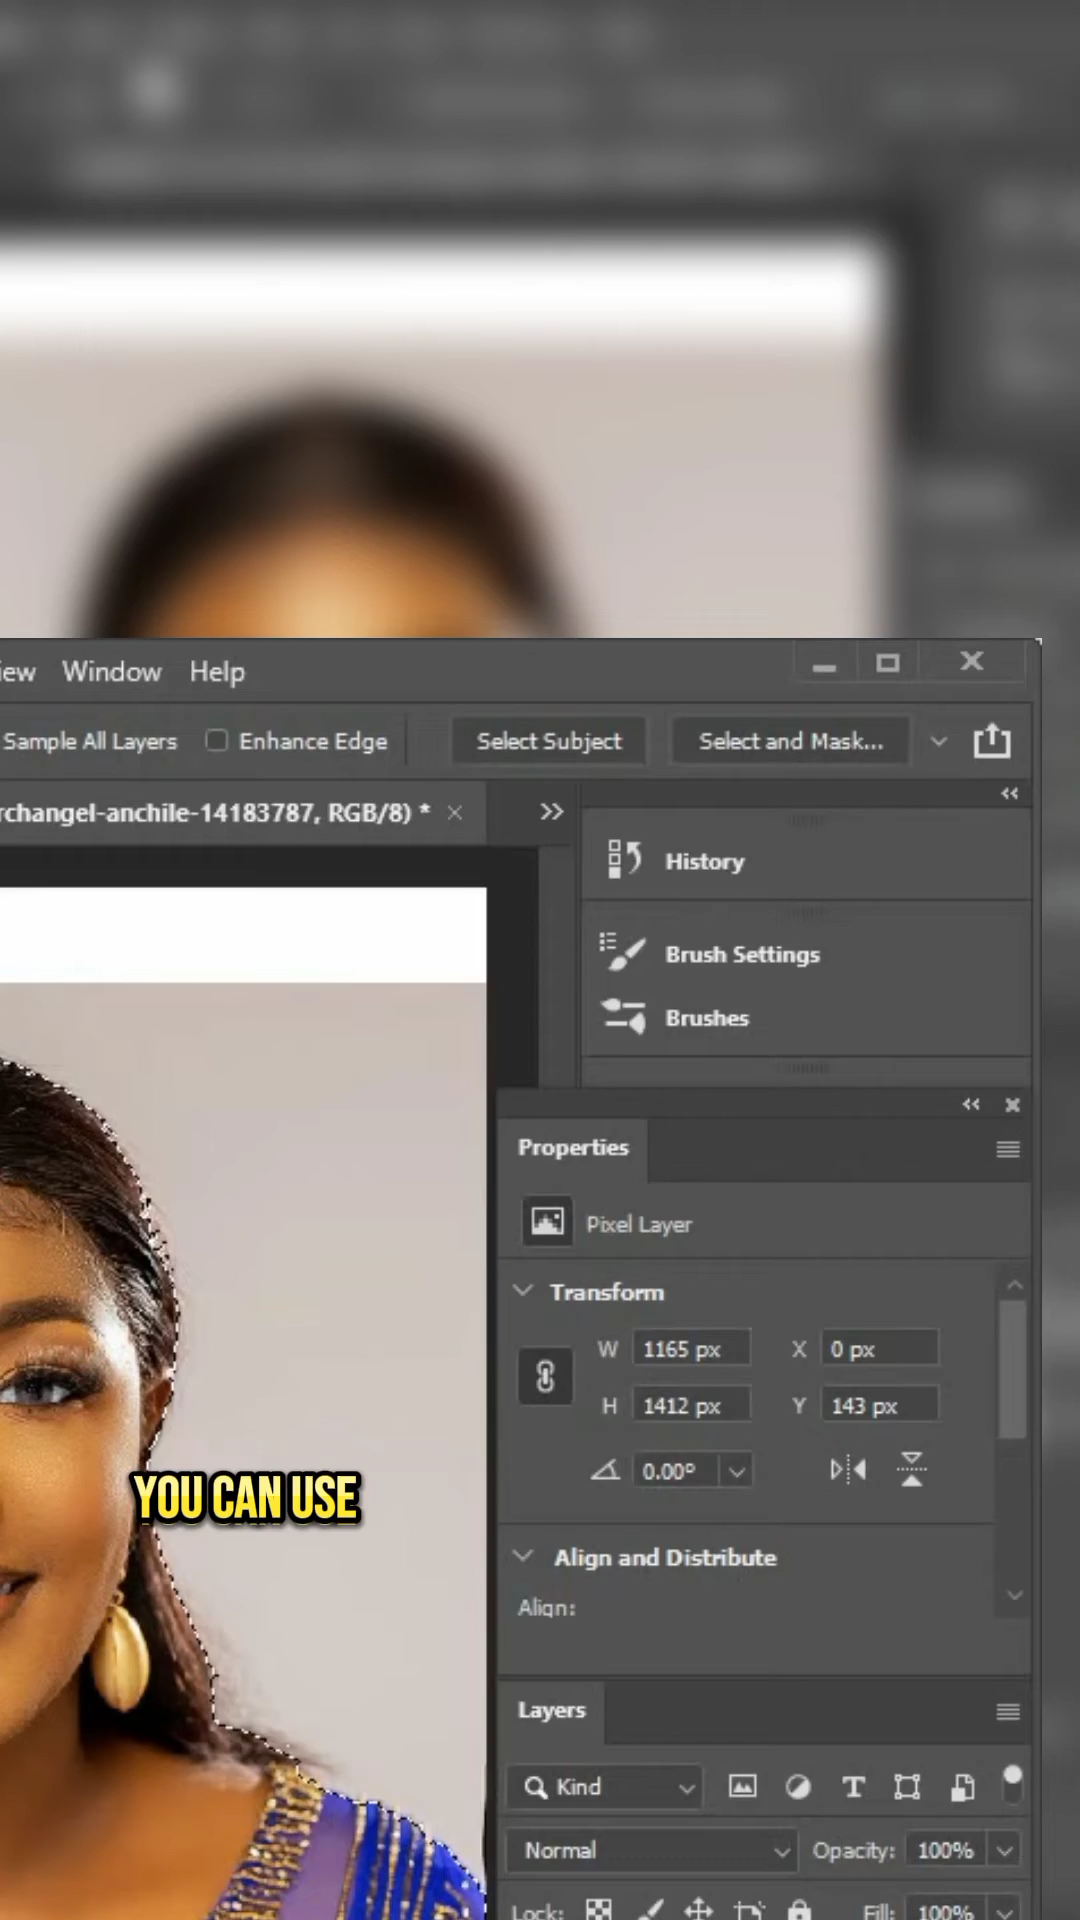 iew Window Help
Sample All Layers Enhance Edge Select Subject Select and Mask...
rchangel-anchile-14183787, RGB/8) *
History
Brush Settings
Brushes
Properties
Pixel Layer
Transform
W 1165 px X 0 px
H 1412 px Y 143 px
0.00°
YOU CAN USE
Align and Distribute
Align:
Layers
Kind
Normal Opacity: 100%
Lock: Fill: 100%